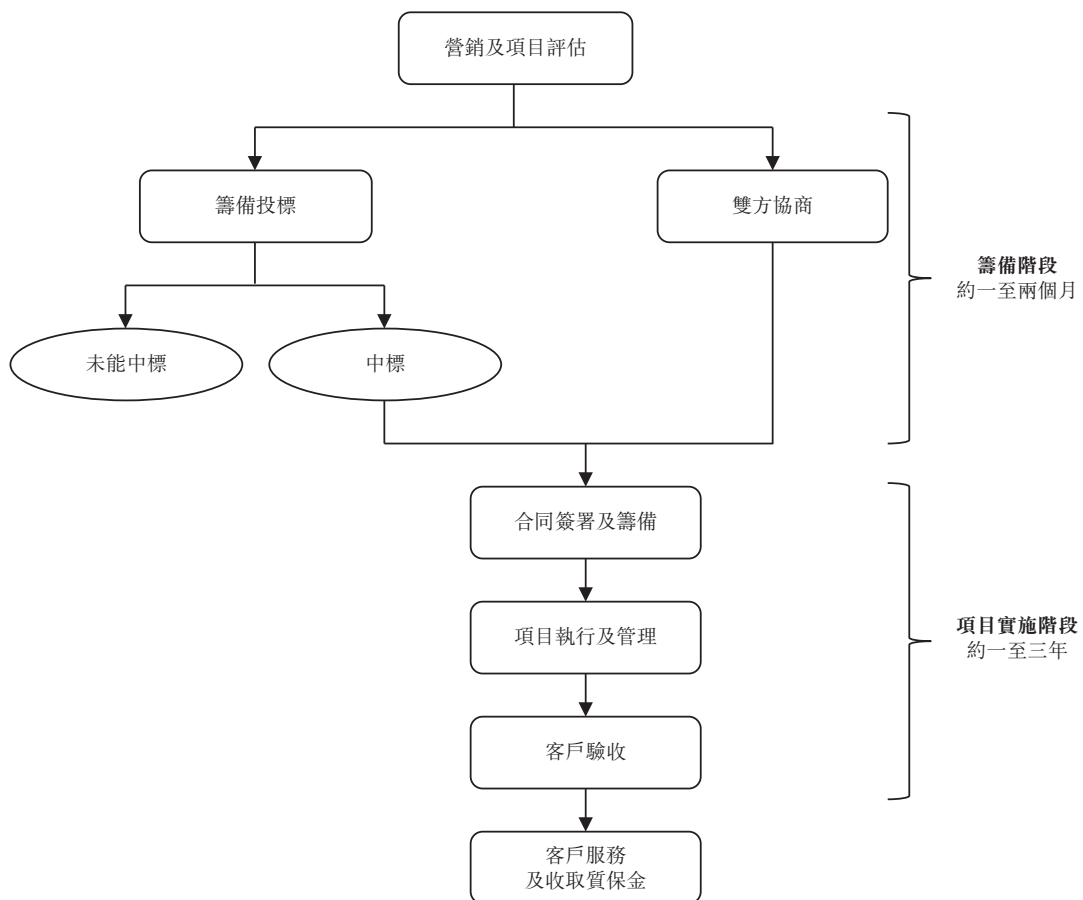 營銷及項目評估
籌備投標
雙方協商
籌備階段
約一至兩個月
未能中標
中標
合同簽署及籌備
項目執行及管理
項目實施階段
約一至三年
客戶驗收
客戶服務
及收取質保金